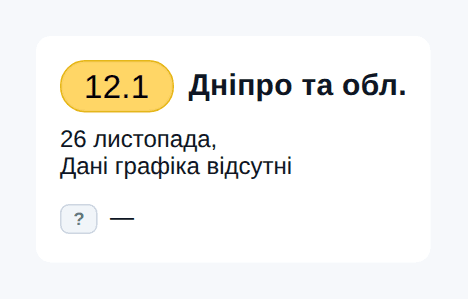 12.1 Дніпро та обл.
26 листопада,
Дані графіка відсутні
? —